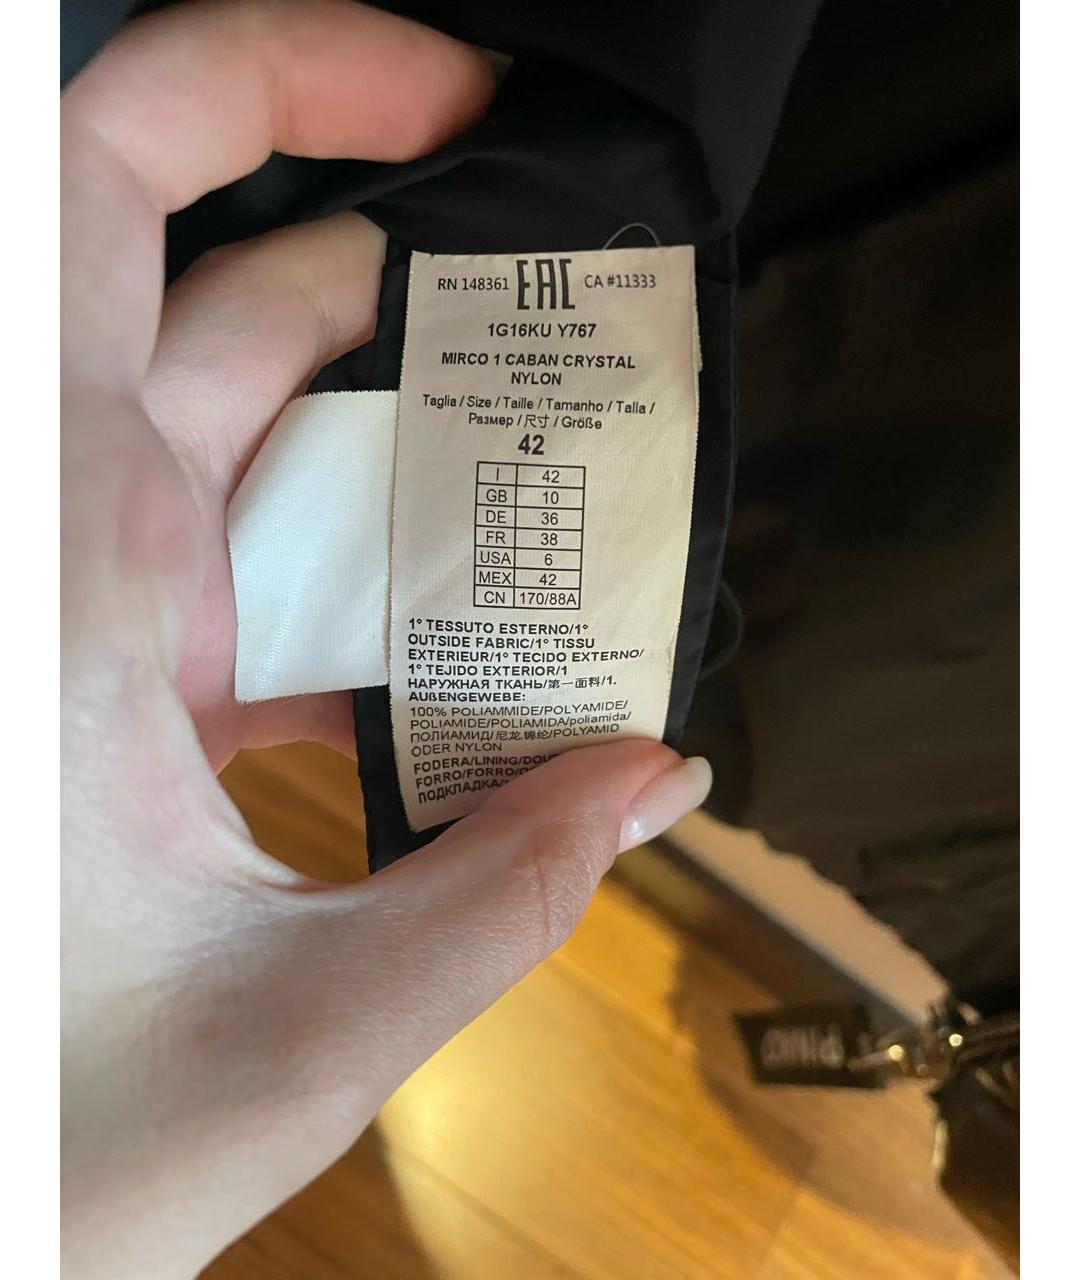 RN 148361 EAC CA #11333
1G16KU Y767
MIRCO 1 CABAN CRYSTAL
NYLON
Taglia / Size / Taille / Tamanho / Talla /
Размер / 尺寸 / Größe
42
I 42
GB 10
DE 36
FR 38
USA 6
MEX 42
CN 170/88A
1° TESSUTO ESTERNO/1°
OUTSIDE FABRIC/1° TISSU
EXTERIEUR/1° TECIDO EXTERNO/
1° TEJIDO EXTERIOR/1
НАРУЖНАЯ ТКАНЬ/第一面料/1.
AUßENGEWEBE:
100% POLIAMMIDE/POLYAMIDE/
POLIAMIDE/POLIAMIDA/poliamida/
ПОЛИАМИД/尼龙,锦纶/POLYAMID
ODER NYLON
FODERA/LINING/DOU
FORRO/FORRO/
ПОДКЛАДКА/
PINKO